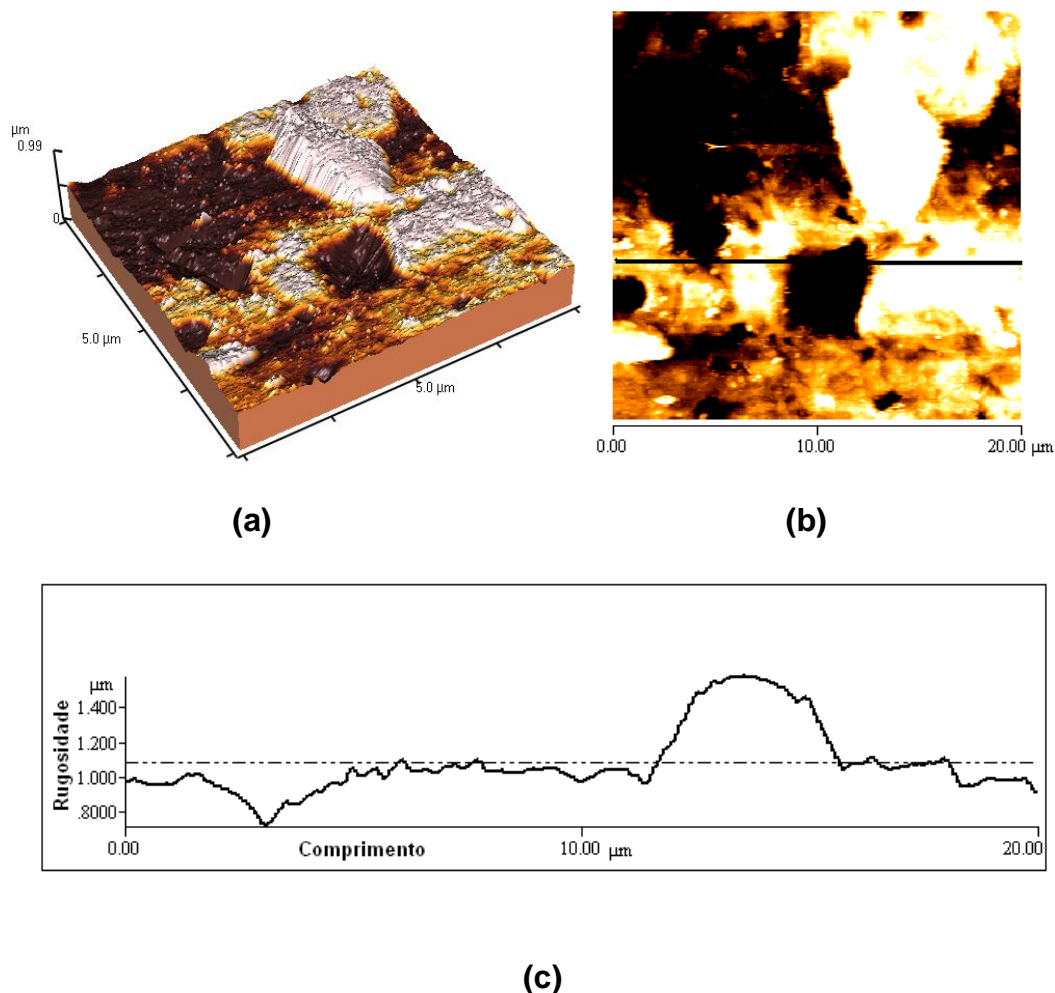 µm
0.99
0
5.0 µm
5.0 µm
0.00 10.00 20.00 µm
(a) (b)
µm
1.400
1.200
1.000
.8000
Rugosidade
0.00 Comprimento 10.00 µm 20.00
(c)